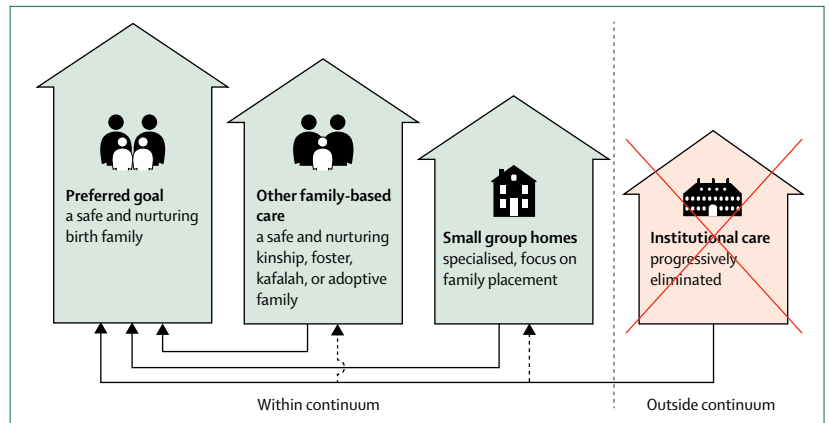 Preferred goal
a safe and nurturing
birth family
Other family-based
care
a safe and nurturing
kinship, foster,
kafalah, or adoptive
family
Small group homes
specialised, focus on
family placement
Institutional care
progressively
eliminated
Within continuum
Outside continuum